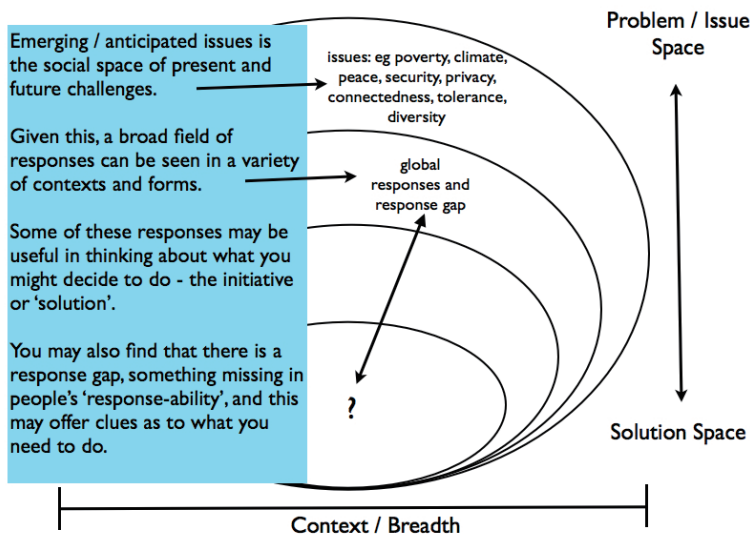 Emerging / anticipated issues is
the social space of present and
future challenges.
Given this, a broad field of
responses can be seen in a variety
of contexts and forms.
Some of these responses may be
useful in thinking about what you
might decide to do - the initiative
or ‘solution’.
You may also find that there is a
response gap, something missing in
people’s ‘response-ability’, and this
may offer clues as to what you
need to do.
issues: eg poverty, climate,
peace, security, privacy,
connectedness, tolerance,
diversity
global
responses and
response gap
?
Problem / Issue
Space
Solution Space
Context / Breadth